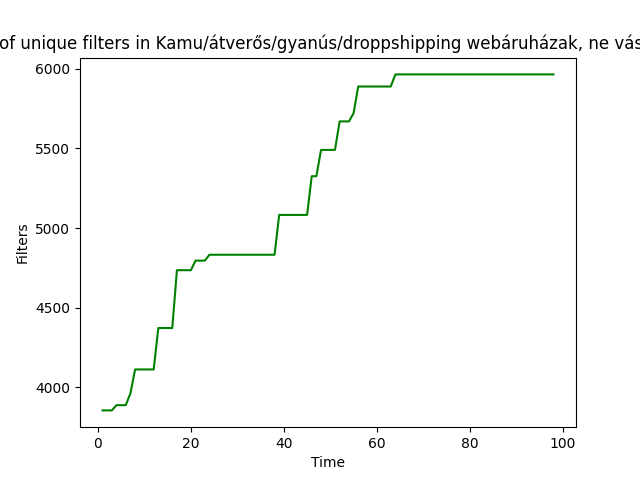 of unique filters in Kamu/átverős/gyanús/droppshipping webáruházak, ne vás
6000
5500
5000
4500
4000
Filters
0 20 40 60 80 100
Time